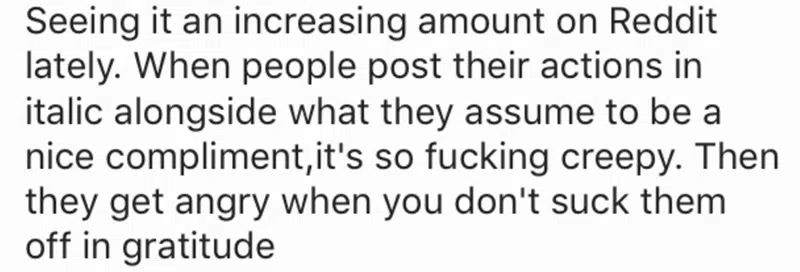 Seeing it an increasing amount on Reddit
lately. When people post their actions in
italic alongside what they assume to be a
nice compliment,it's so fucking creepy. Then
they get angry when you don't suck them
off in gratitude